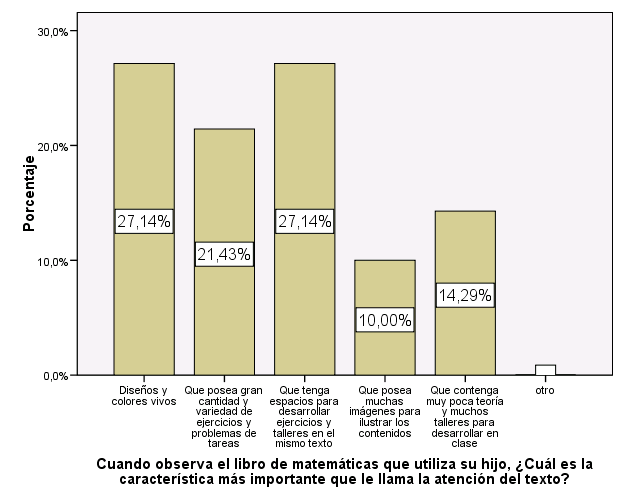 30,0%
20,0%
10,0%
0,0%
Porcentaje
27,14%
21,43%
27,14%
10,00%
14,29%
Diseños y
colores vivos
Que posea gran
cantidad y
variedad de
ejercicios y
problemas de
tareas
Que tenga
espacios para
desarrollar
ejercicios y
talleres en el
mismo texto
Que posea
muchas
imágenes para
ilustrar los
contenidos
Que contenga
muy poca teoría
y muchos
talleres para
desarrollar en
clase
otro
Cuando observa el libro de matemáticas que utiliza su hijo, ¿Cuál es la
característica más importante que le llama la atención del texto?